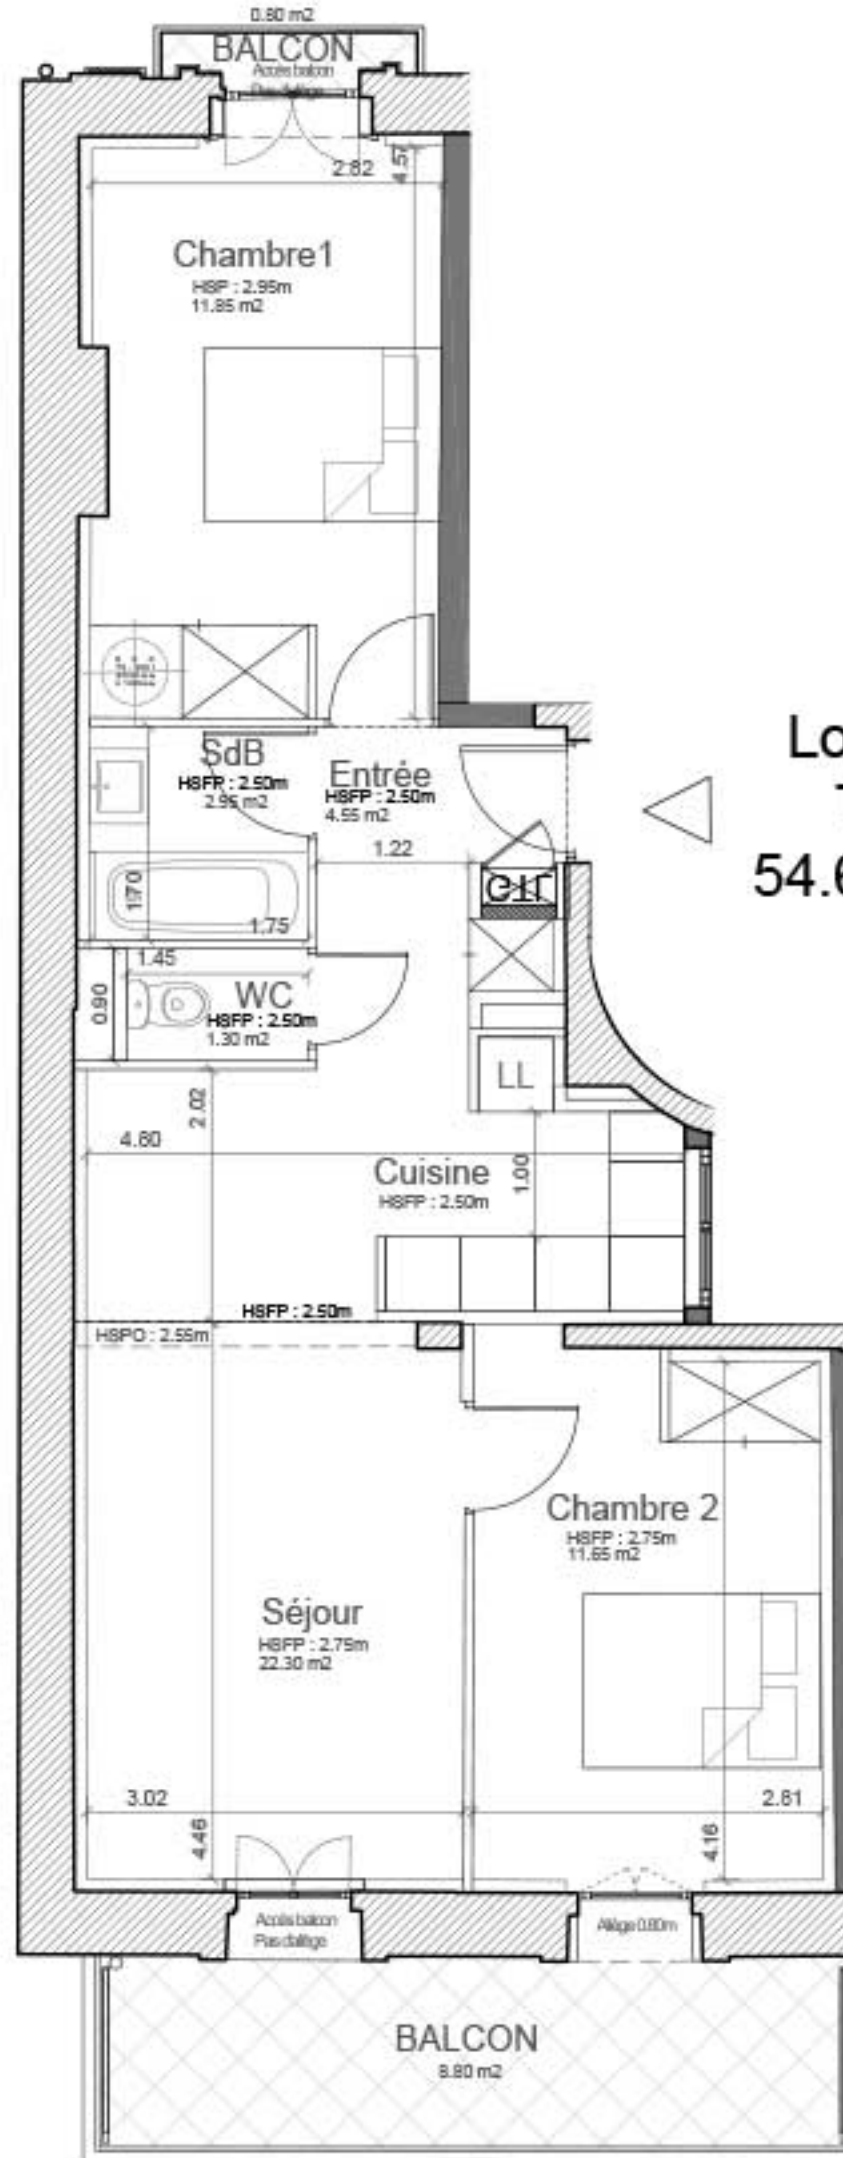 0.80 m2
BALCON
Accès balcon
Pas d'allège
2.82
4.57
Chambre1
HSP : 2.95m
11.85 m2
SdB
HSFP : 2.50m
2.95 m2
Entrée
HSFP : 2.50m
4.55 m2
Lo
1.22
GTL
54.6
1.70
1.75
1.45
WC
HSFP : 2.50m
1.30 m2
0.90
LL
2.02
4.80
Cuisine
HSFP : 2.50m
1.00
HSFP : 2.50m
HSPO : 2.55m
Chambre 2
HSFP : 2.75m
11.65 m2
Séjour
HSFP : 2.75m
22.30 m2
3.02
2.81
4.46
4.16
Accès balcon
Pas d'allège
Allège 0.80m
BALCON
8.80 m2